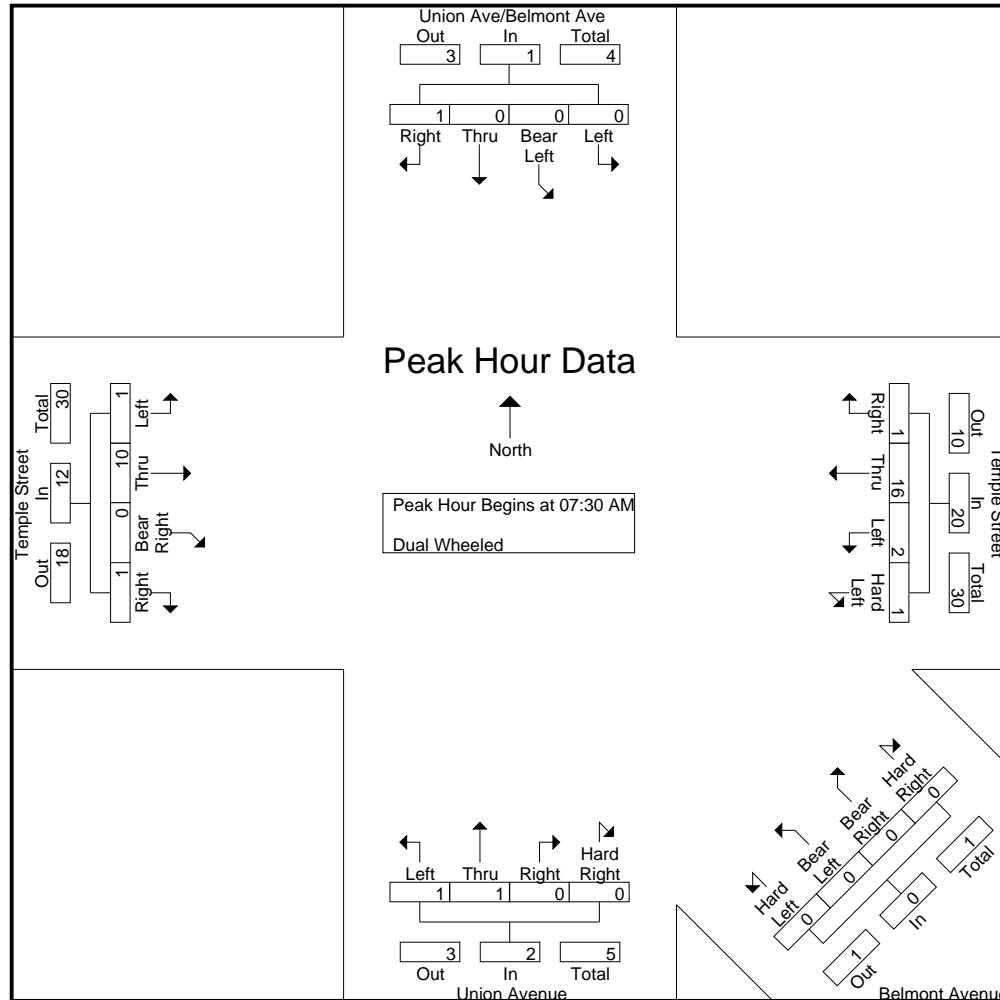 Union Ave/Belmont Ave
Out In Total
3 1 4
1 0 0 0
Right Thru Bear Left Left
Peak Hour Data
North
Peak Hour Begins at 07:30 AM
Dual Wheeled
Temple Street
Total In Out
30 12 18
1 10 0 1
Left Thru Bear Right Right
Right Thru Left Hard Left
1 16 2 1
Out In Total
10 20 30
Temple Street
Left Thru Right Hard Right
1 1 0 0
3 2 5
Out In Total
Union Avenue
Hard Left Bear Left Bear Right Hard Right
0 0 0 0
1 0 1
Out In Total
Belmont Avenue